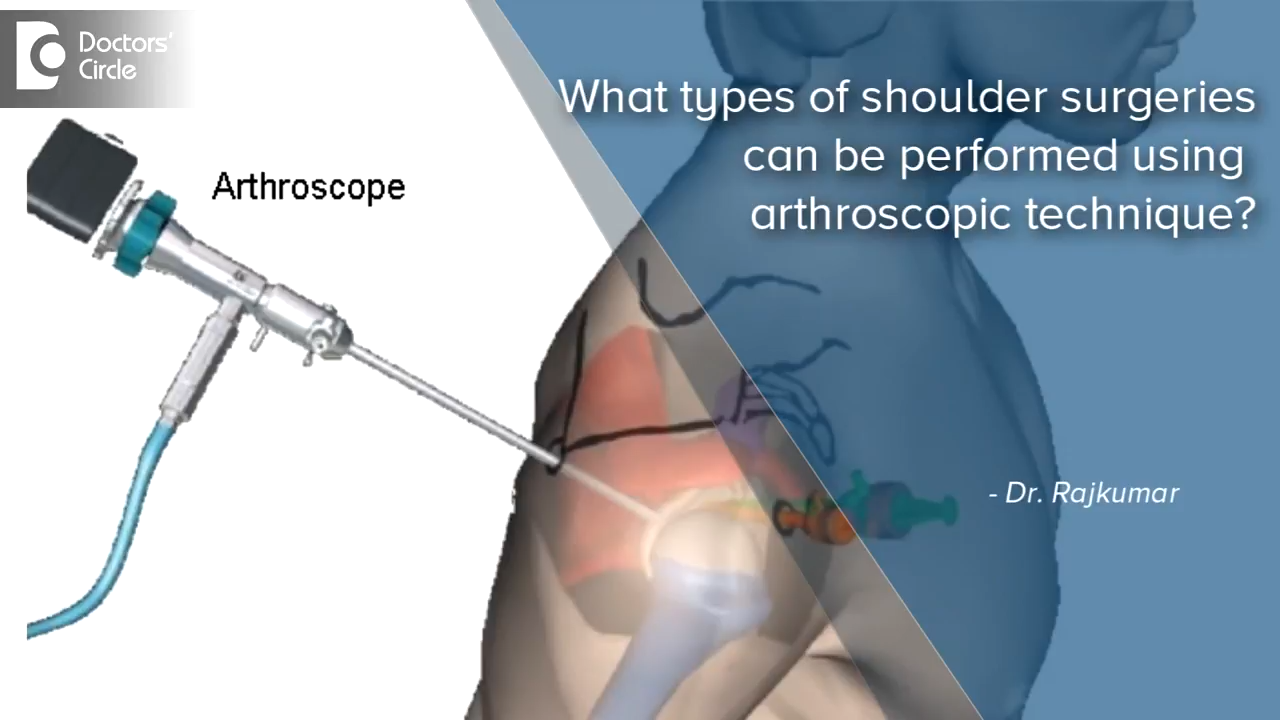 Doctors'
Circle
What types of shoulder surgeries
can be performed using
arthroscopic technique?
Arthroscope
- Dr. Rajkumar